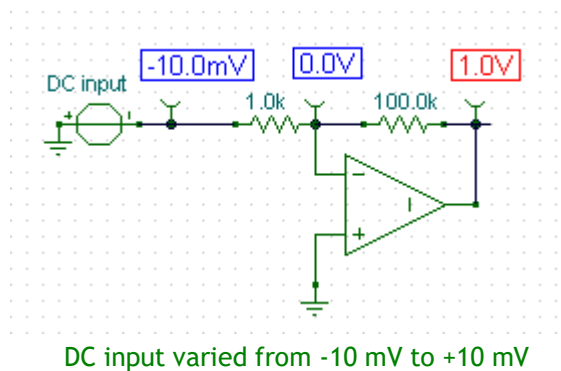 -10.0mV 0.0V 1.0V
DC input
1.0k 100.0k
DC input varied from -10 mV to +10 mV